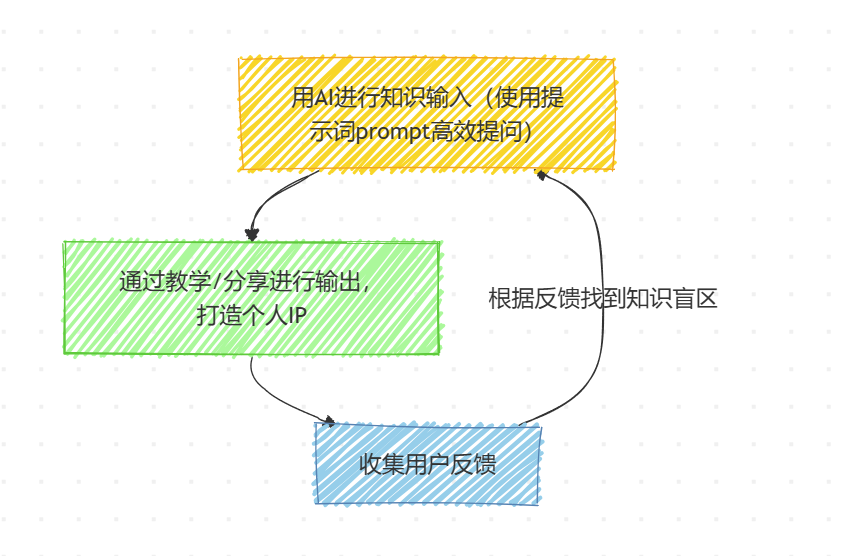 用AI进行知识输入（使用提
示词prompt高效提问）
通过教学/分享进行输出，
打造个人IP
根据反馈找到知识盲区
收集用户反馈